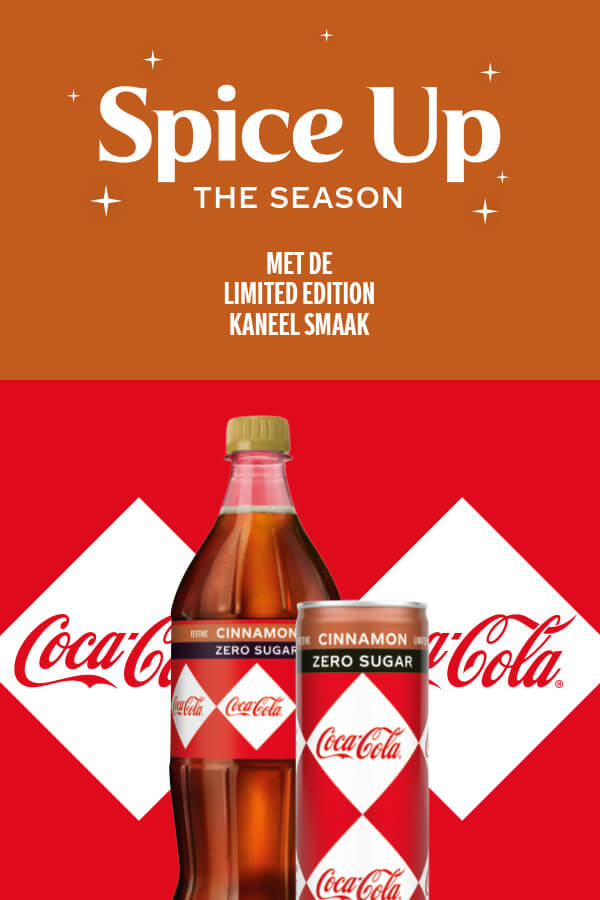 Spice Up
THE SEASON
MET DE
LIMITED EDITION
KANEEL SMAAK
Coca-Cola
Coca-Cola®
FESTIVE CINNAMON
ZERO SUGAR
Coca-Cola
Coca-Cola
CINNAMON
ZERO SUGAR
Coca-Cola
Coca-Cola